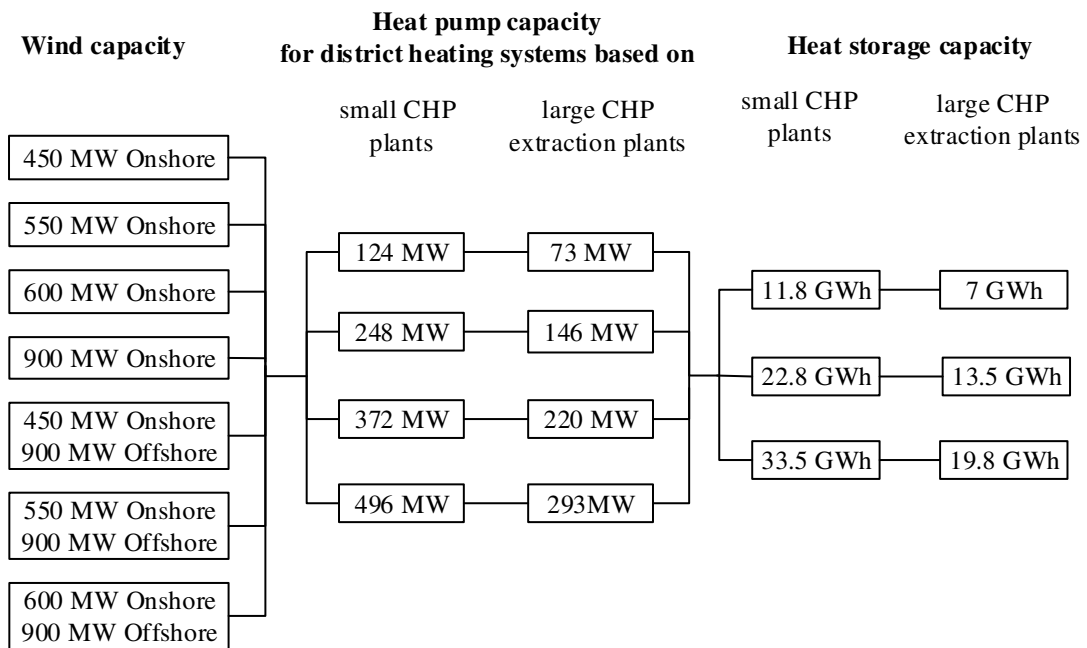 Wind capacity
Heat pump capacity
for district heating systems based on
Heat storage capacity
small CHP
plants
large CHP
extraction plants
small CHP
plants
large CHP
extraction plants
450 MW Onshore
550 MW Onshore
600 MW Onshore
900 MW Onshore
450 MW Onshore
900 MW Offshore
550 MW Onshore
900 MW Offshore
600 MW Onshore
900 MW Offshore
124 MW
73 MW
248 MW
146 MW
372 MW
220 MW
496 MW
293MW
11.8 GWh
7 GWh
22.8 GWh
13.5 GWh
33.5 GWh
19.8 GWh